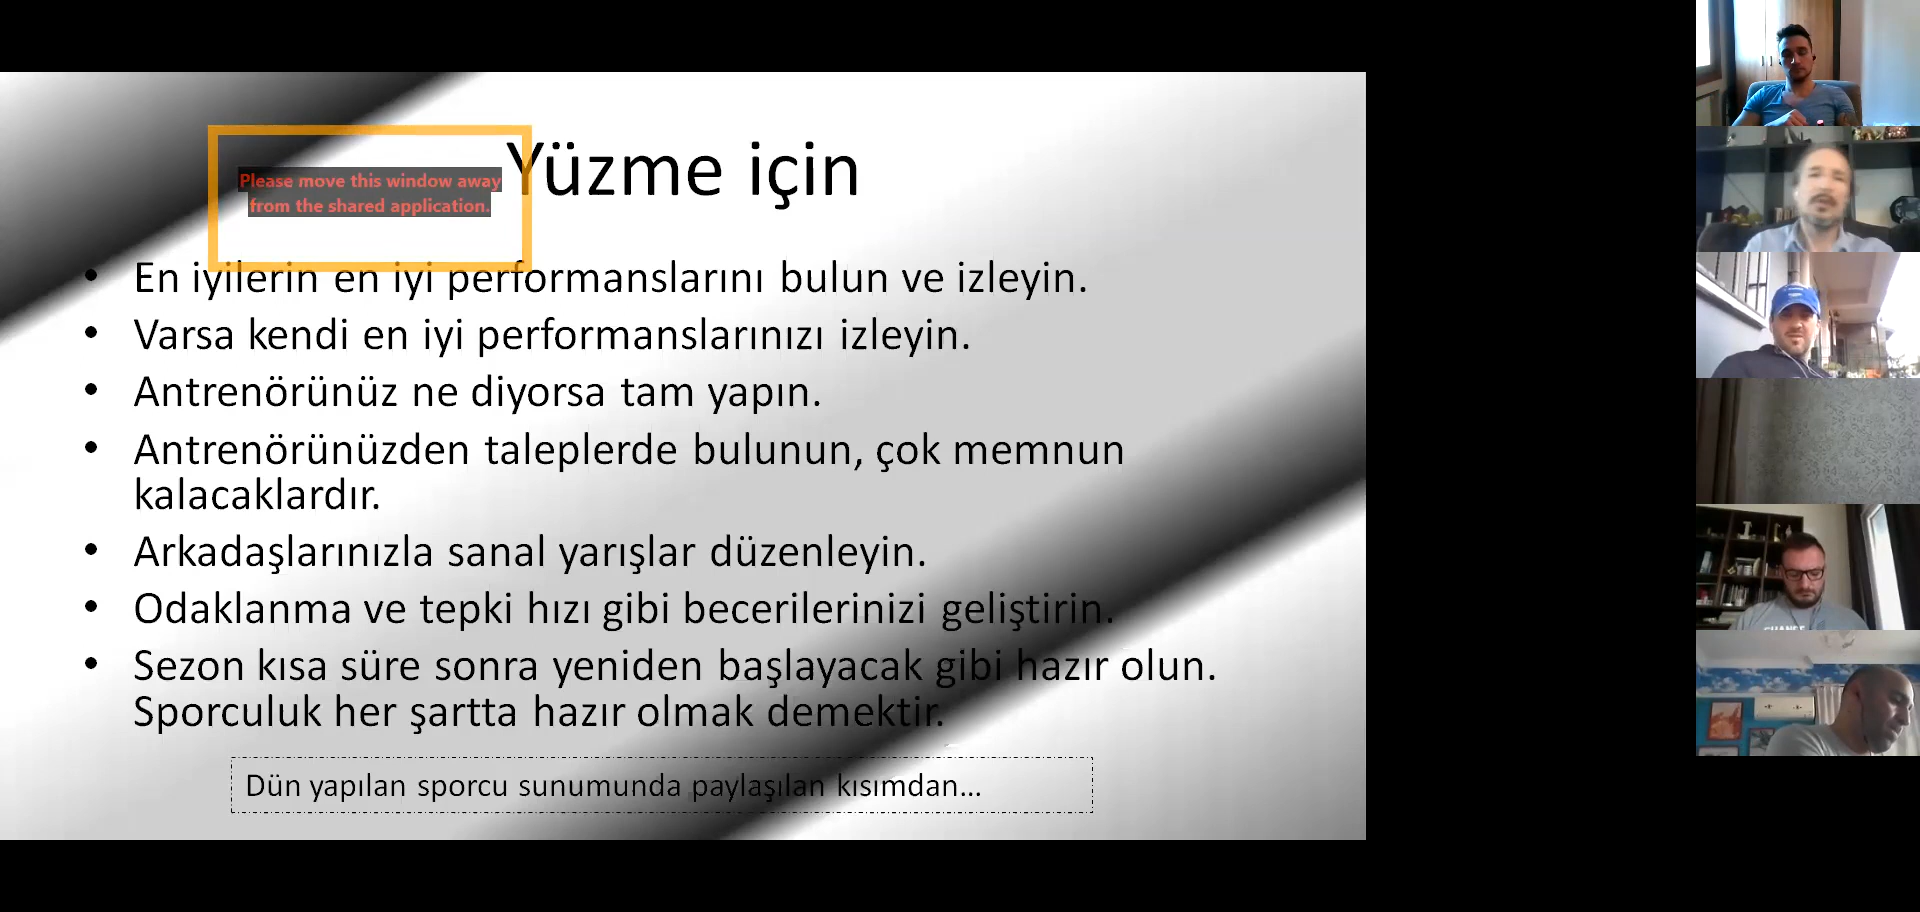 Please move this window away
from the shared application.
Yüzme için
• En iyilerin en iyi performanslarını bulun ve izleyin.
• Varsa kendi en iyi performanslarınızı izleyin.
• Antrenörünüz ne diyorsa tam yapın.
• Antrenörünüzden taleplerde bulunun, çok memnun
kalacaklardır.
• Arkadaşlarınızla sanal yarışlar düzenleyin.
• Odaklanma ve tepki hızı gibi becerilerinizi geliştirin.
• Sezon kısa süre sonra yeniden başlayacak gibi hazır olun.
Sporculuk her şartta hazır olmak demektir.
Dün yapılan sporcu sunumunda paylaşılan kısımdan...